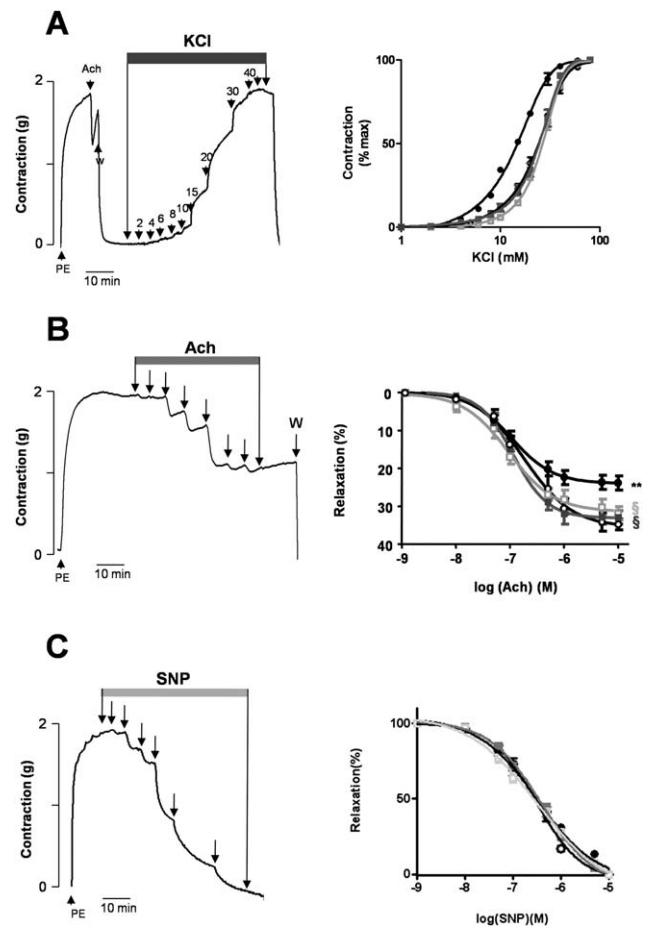 A
KCl
Ach
w
2
4
6
8
10
15
20
30
40
2
0
Contraction (g)
PE
10 min
Contraction
(% max)
100
50
0
1
10
100
KCl (mM)
B
Ach
W
2
0
Contraction (g)
PE
10 min
Relaxation (%)
0
10
20
30
40
**
§
§
-9
-8
-7
-6
-5
log (Ach) (M)
C
SNP
2
0
Contraction (g)
PE
10 min
Relaxation(%)
100
50
0
-9
-8
-7
-6
-5
log(SNP)(M)